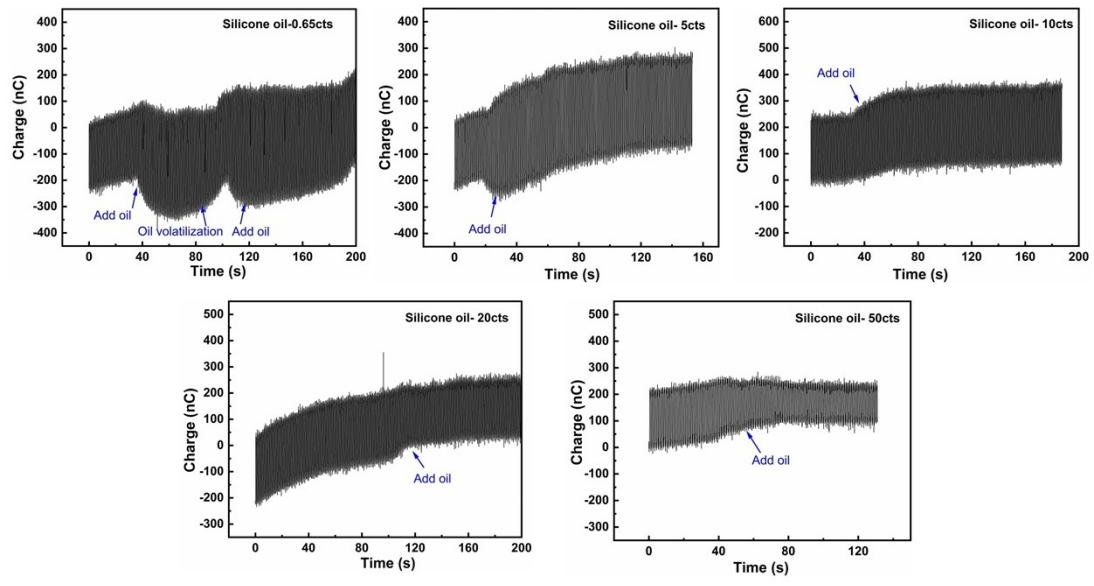 Silicone oil-0.65cts
Charge (nC)
400
300
200
100
0
-100
-200
-300
-400
Add oil
Oil volatilization
Add oil
0 40 80 120 160 200
Time (s)
Silicone oil- 5cts
Charge (nC)
400
300
200
100
0
-100
-200
-300
-400
Add oil
0 40 80 120 160
Time (s)
Silicone oil- 10cts
Charge (nC)
600
500
400
300
200
100
0
-100
-200
Add oil
0 40 80 120 160 200
Time (s)
Silicone oil- 20cts
Charge (nC)
500
400
300
200
100
0
-100
-200
-300
Add oil
0 40 80 120 160 200
Time (s)
Silicone oil- 50cts
Charge (nC)
500
400
300
200
100
0
-100
-200
-300
Add oil
0 40 80 120
Time (s)